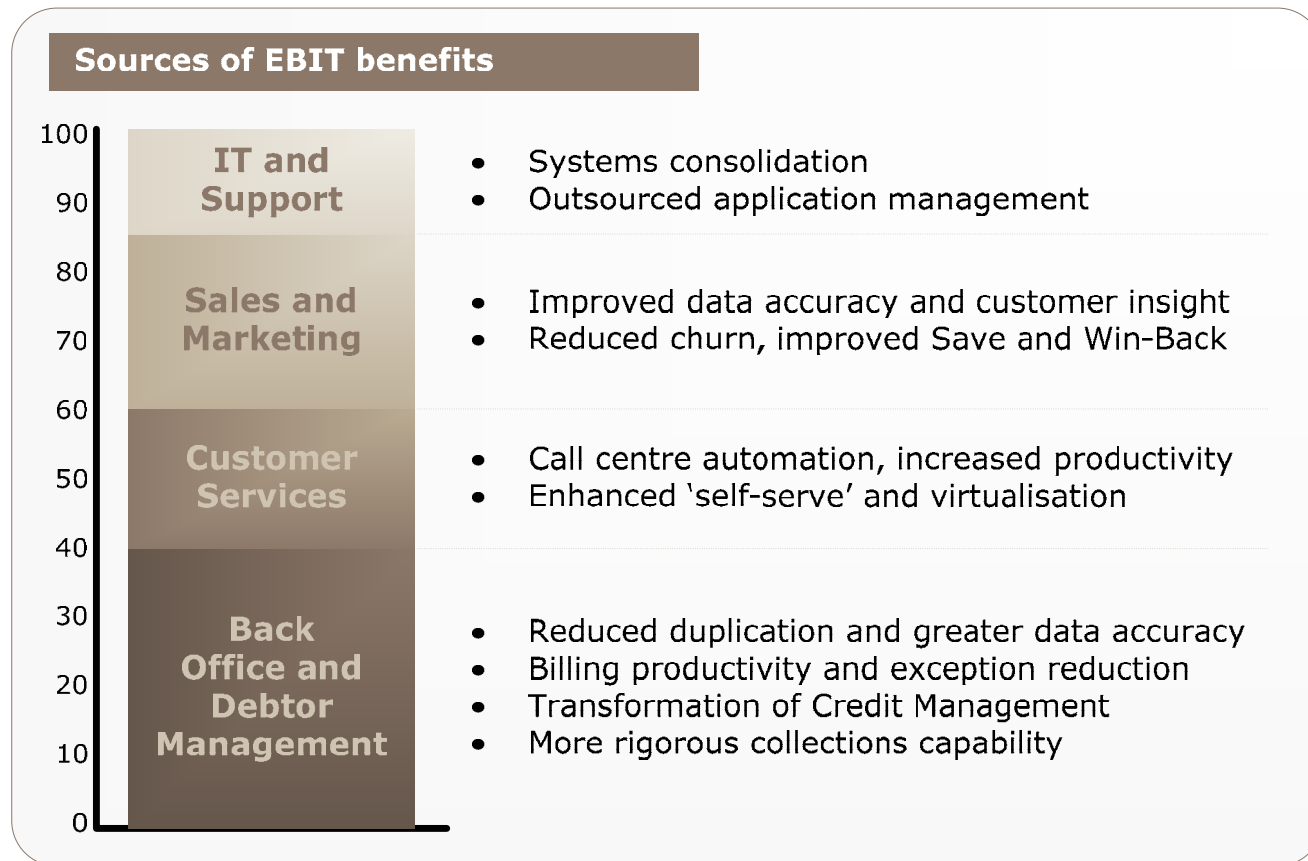 Sources of EBIT benefits
100
90
80
70
60
50
40
30
20
10
0
IT and
Support
• Systems consolidation
• Outsourced application management
Sales and
Marketing
• Improved data accuracy and customer insight
• Reduced churn, improved Save and Win-Back
Customer
Services
• Call centre automation, increased productivity
• Enhanced ‘self-serve’ and virtualisation
Back
Office and
Debtor
Management
• Reduced duplication and greater data accuracy
• Billing productivity and exception reduction
• Transformation of Credit Management
• More rigorous collections capability